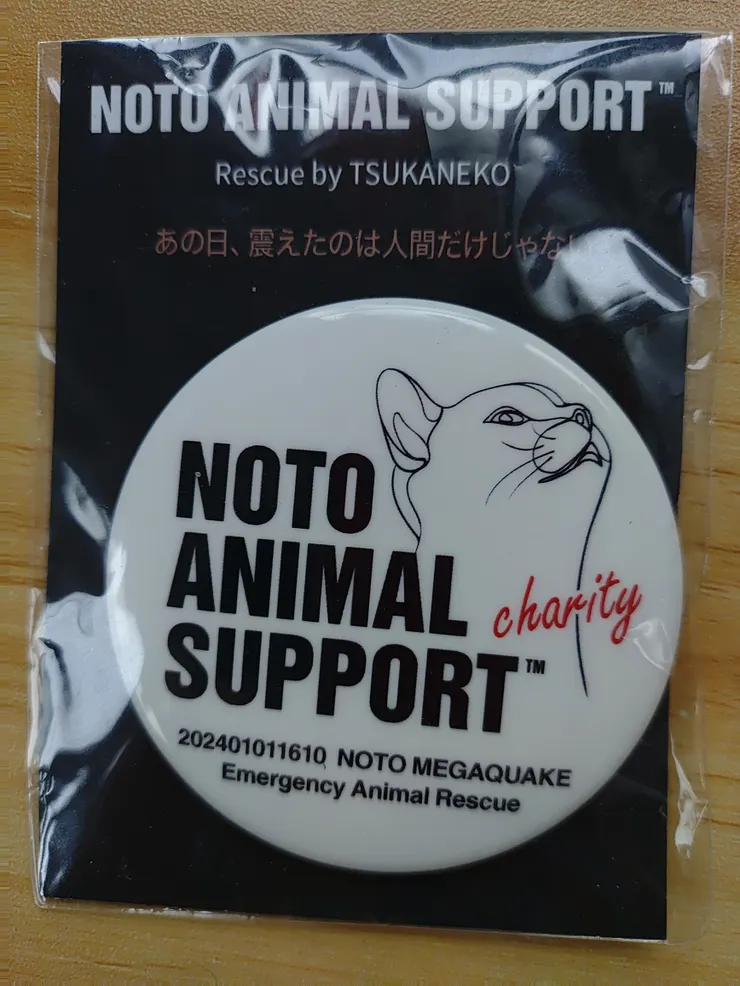 NOTO ANIMAL SUPPORT™
Rescue by TSUKANEKO
あの日、震えたのは人間だけじゃない
NOTO
ANIMAL
SUPPORT™
charity
202401011610 NOTO MEGAQUAKE
Emergency Animal Rescue